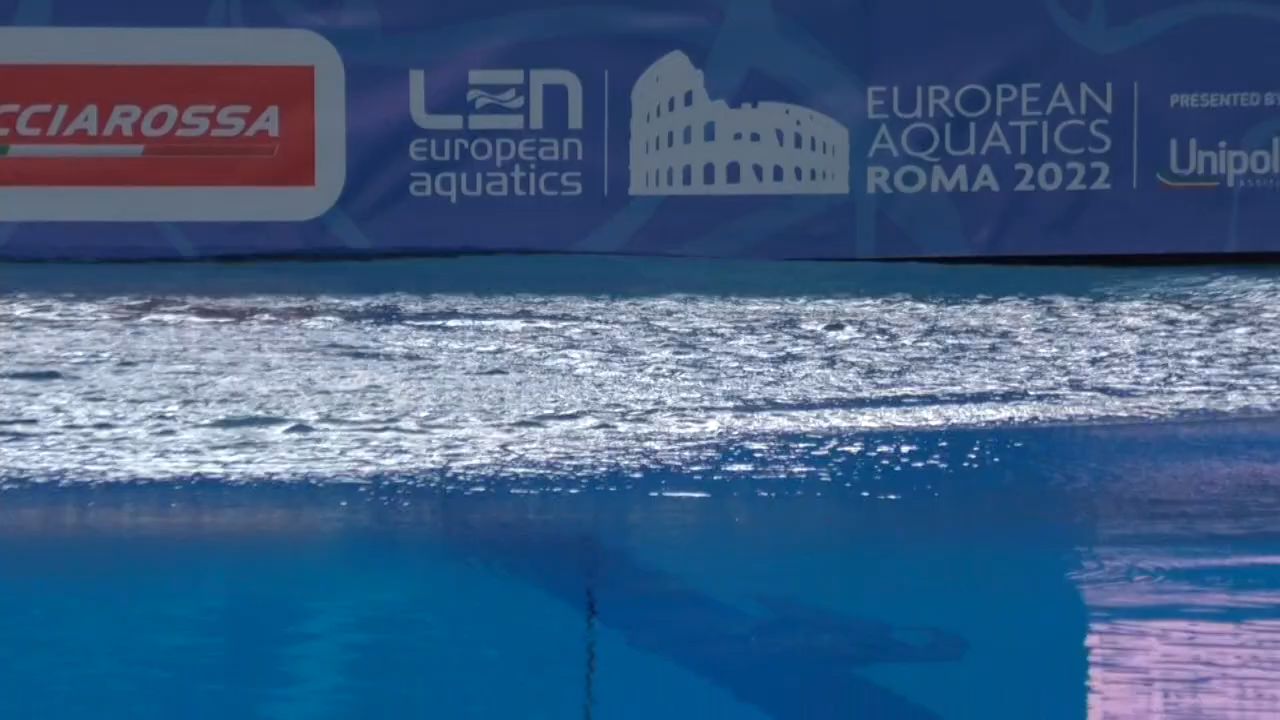 CCIAROSSA
LEN
european
aquatics
EUROPEAN
AQUATICS
ROMA 2022
PRESENTED BY
Unipol